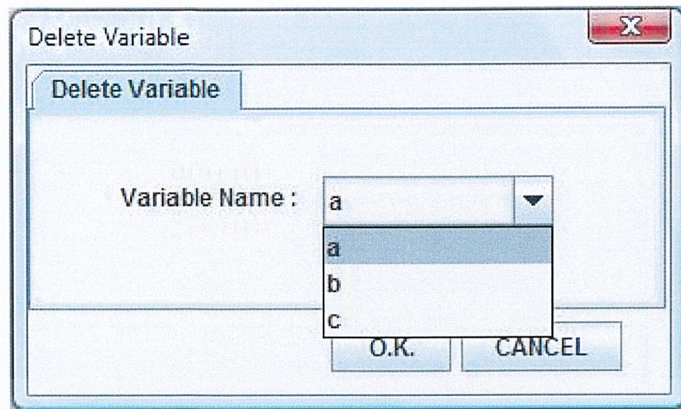 Delete Variable
Delete Variable
Variable Name :
a
a
b
c
O.K.
CANCEL